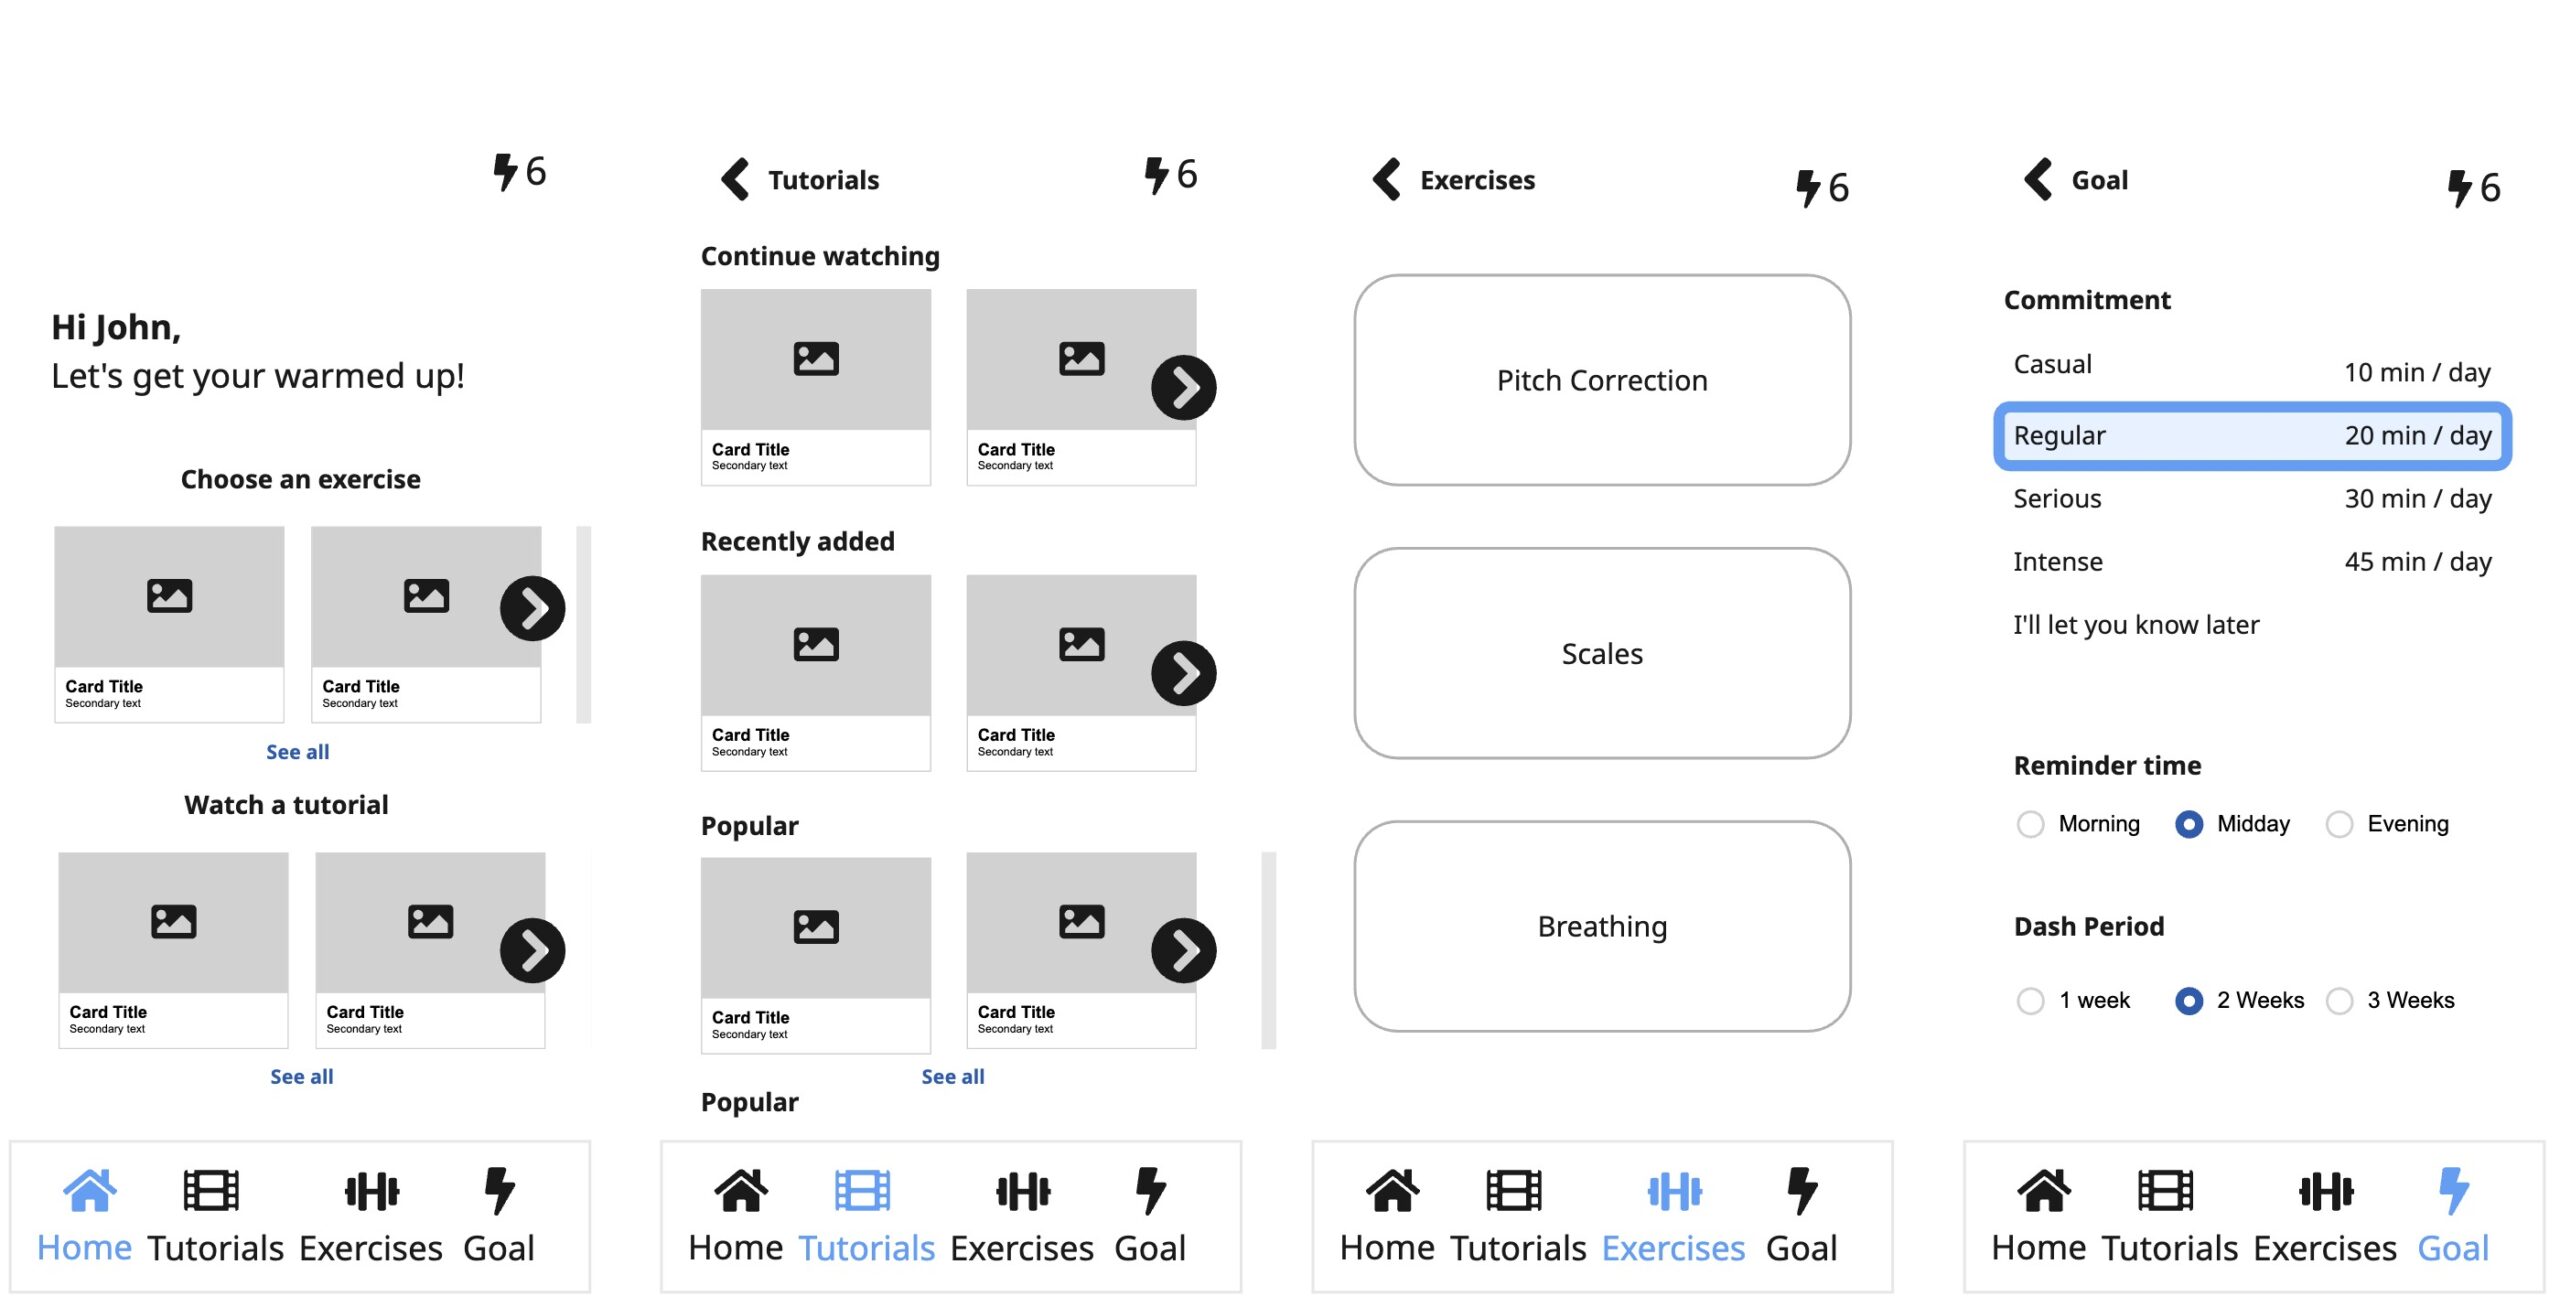 6
Hi John,
Let's get your warmed up!
Choose an exercise
Card Title
Secondary text
Card Title
Secondary text
See all
Watch a tutorial
Card Title
Secondary text
Card Title
Secondary text
See all
Home Tutorials Exercises Goal
Tutorials 6
Continue watching
Card Title
Secondary text
Card Title
Secondary text
Recently added
Card Title
Secondary text
Card Title
Secondary text
Popular
Card Title
Secondary text
Card Title
Secondary text
See all
Popular
Home Tutorials Exercises Goal
Exercises 6
Pitch Correction
Scales
Breathing
Home Tutorials Exercises Goal
Goal 6
Commitment
Casual 10 min / day
Regular 20 min / day
Serious 30 min / day
Intense 45 min / day
I'll let you know later
Reminder time
Morning Midday Evening
Dash Period
1 week 2 Weeks 3 Weeks
Home Tutorials Exercises Goal